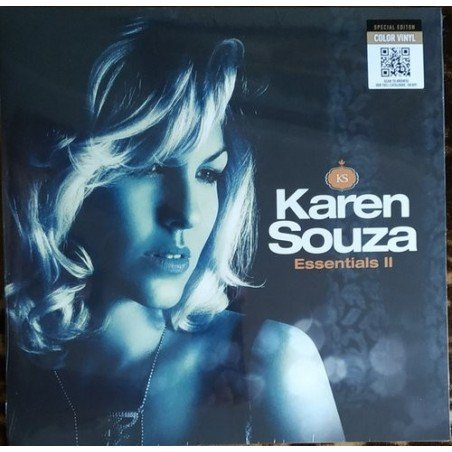 SPECIAL EDITION
COLOR VINYL
KS
Karen
Souza
Essentials II